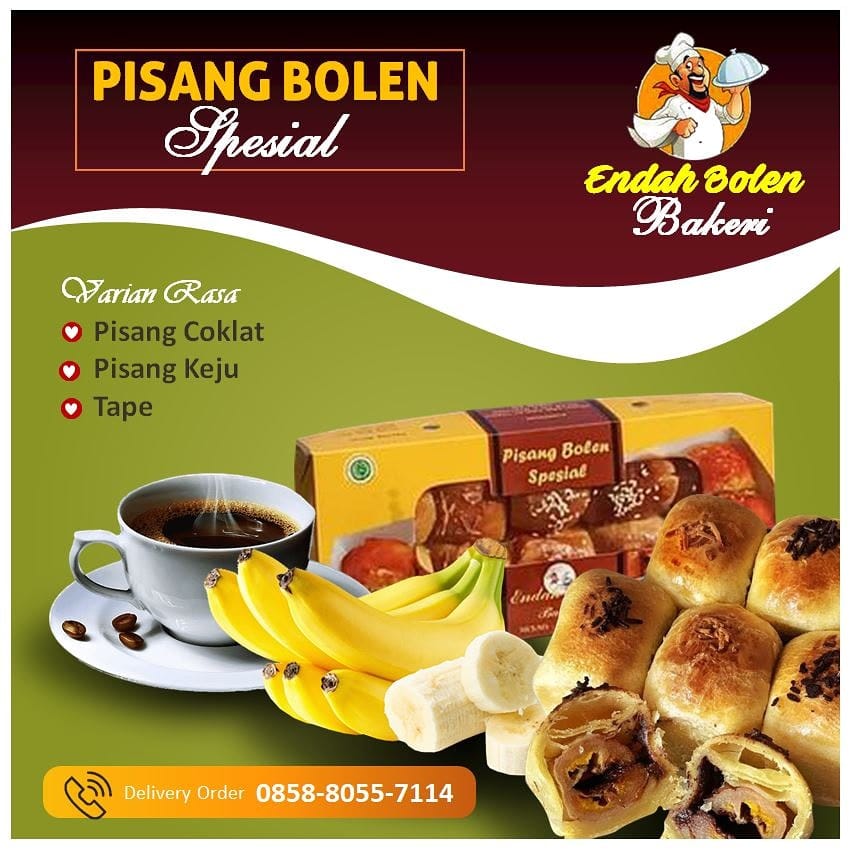 PISANG BOLEN
Spesial
Endah Bolen
Bakeri
Varian Rasa
Pisang Coklat
Pisang Keju
Tape
Pisang Bolen
Spesial
Endah
Delivery Order 0858-8055-7114